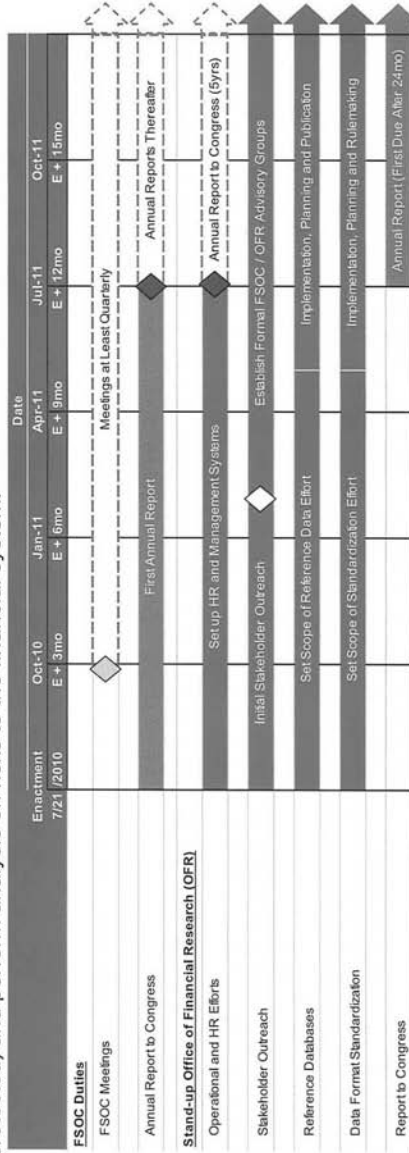 Date
Enactment Oct-10 Jan-11 Apr-11 Jul-11 Oct-11
7/21 /2010 E + 3mo E + 6mo E + 9mo E + 12mo E + 15mo
FSOC Duties
FSOC Meetings Meetings at Least Quarterly
Annual Report to Congress First Annual Report Annual Reports Thereafter
Stand-up Office of Financial Research (OFR)
Operational and HR Efforts Set up HR and Management Systems Annual Report to Congress (5yrs)
Stakeholder Outreach Initial Stakeholder Outreach Establish Formal FSOC / OFR Advisory Groups
Reference Databases Set Scope of Reference Data Effort Implementation, Planning and Publication
Data Format Standardization Set Scope of Standardization Effort Implementation, Planning and Rulemaking
Report to Congress Annual Report (First Due After 24mo)